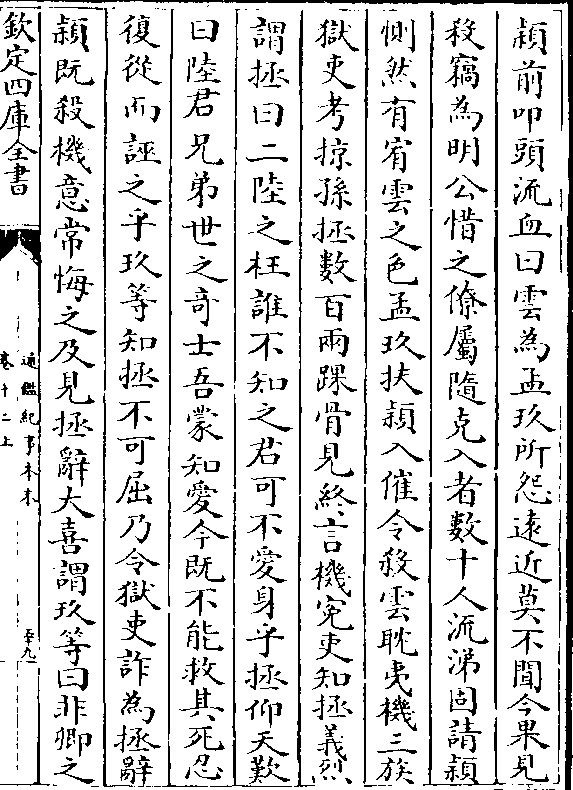 頴前叩頭流血曰雲為孟玖所怨遠近莫不聞今果見
殺竊為明公惜之僚屬隨克入者數十人流涕固請頴
惻然有宥雲之色孟玖扶頴入催令殺雲耽夷機三族
獄吏考掠孫拯數百兩踝骨見終言機寃吏知拯義烈
謂拯曰二陸之枉誰不知之君可不愛身乎拯仰天歎
曰陸君兄弟世之奇士吾蒙知愛今既不能救其死忍
復從而誣之乎玖等知拯不可屈乃令獄吏詐為拯辭
頴既殺機意常悔之及見拯辭大喜謂玖等曰非卿之
欽定四庫全書
通鑑紀事本末
卷十二上
五九